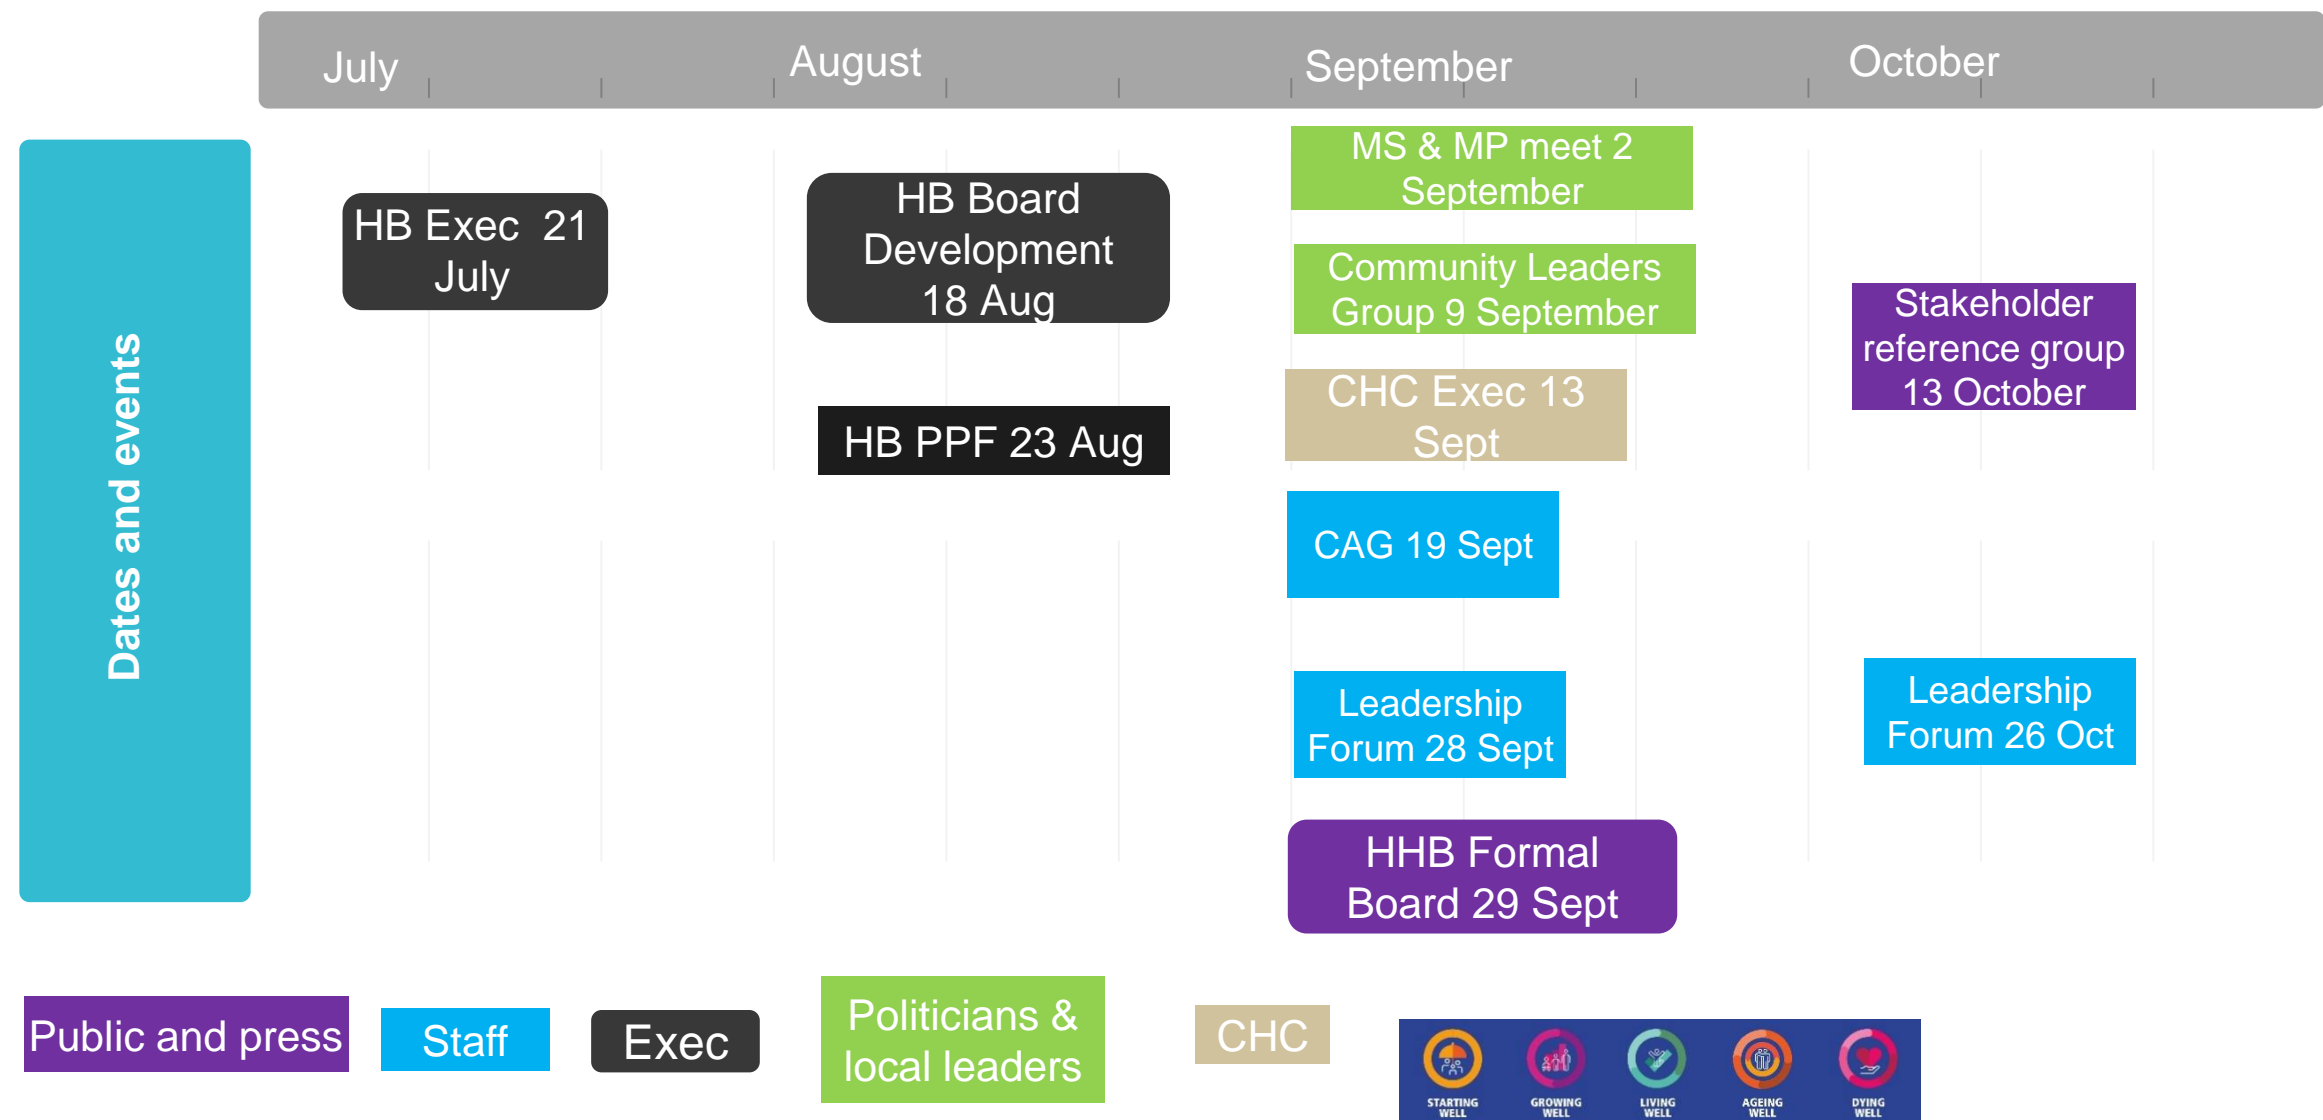 July
August
September
October
Dates and events
HB Exec 21
July
HB Board
Development
18 Aug
HB PPF 23 Aug
MS & MP meet 2
September
Community Leaders
Group 9 September
CHC Exec 13
Sept
CAG 19 Sept
Leadership
Forum 28 Sept
HHB Formal
Board 29 Sept
Stakeholder
reference group
13 October
Leadership
Forum 26 Oct
Public and press
Staff
Exec
Politicians &
local leaders
CHC
STARTING
WELL
GROWING
WELL
LIVING
WELL
AGEING
WELL
DYING
WELL